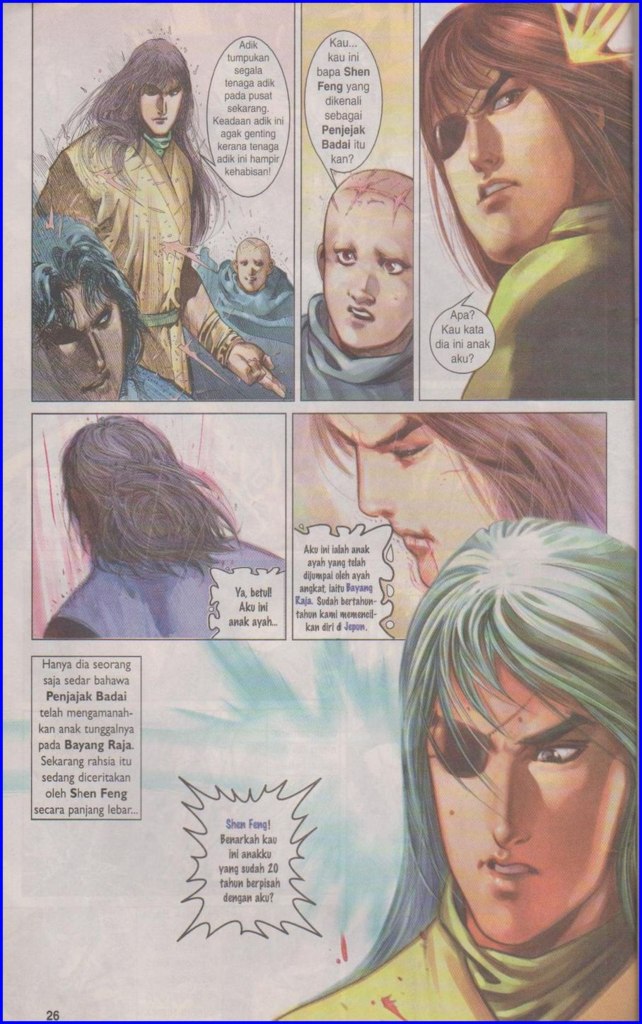 Adik
tumpukan
segala
tenaga adik
pada pusat
sekarang.
Keadaan adik ini
agak genting
kerana tenaga
adik ini hampir
kehabisan!
Kau...
kau ini
bapa Shen
Feng yang
dikenali
sebagai
Penjejak
Badai itu
kan?
Apa?
Kau kata
dia ini anak
aku?
Ya, betul!
Aku ini
anak ayah...
Aku ini ialah anak
ayah yang telah
dijumpai oleh ayah
angkat, iaitu Bayang
Raja. Sudah bertahun-
tahun kami memencil-
kan diri di Jepun.
Hanya dia seorang
saja sedar bahawa
Penjajak Badai
telah mengamanah-
kan anak tunggalnya
pada Bayang Raja.
Sekarang rahsia itu
sedang diceritakan
oleh Shen Feng
secara panjang lebar...
Shen Feng!
Benarkah kau
ini anakku
yang sudah 20
tahun berpisah
dengan aku?
26